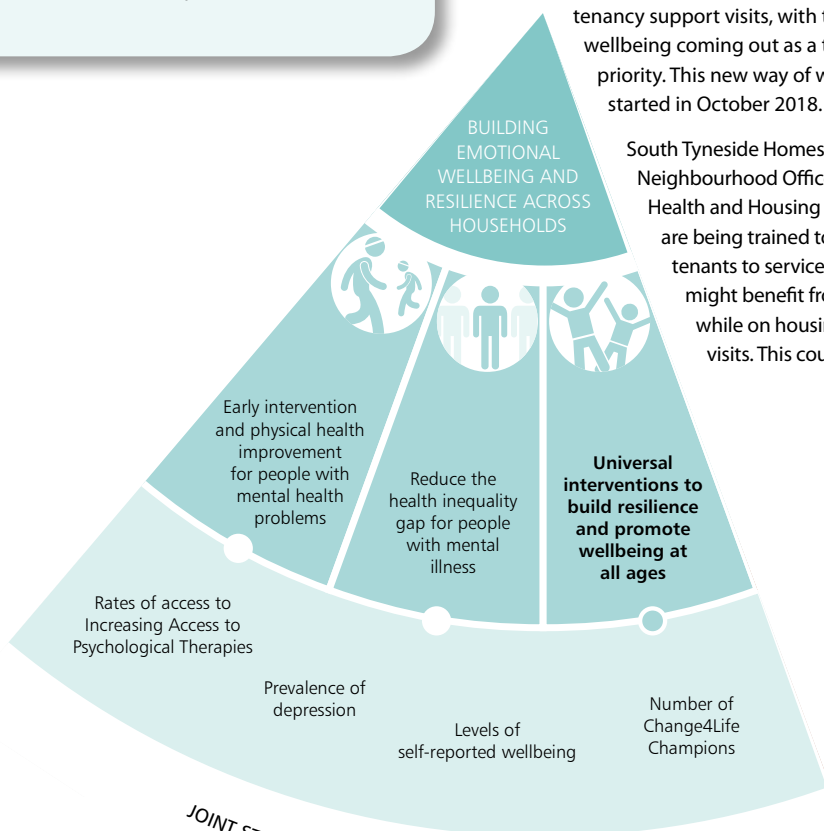 tenancy support visits, with
wellbeing coming out as a
priority. This new way of
started in October 2018.
South Tyneside Homes
Neighbourhood
Health and Housing
are being trained to
tenants to service
might benefit
while on
visits. This
BUILDING
EMOTIONAL
WELLBEING AND
RESILIENCE ACROSS
HOUSEHOLDS
Early intervention
and physical health
improvement
for people with
mental health
problems
Reduce the
health inequality
gap for people
with mental
illness
Universal
interventions to
build resilience
and promote
wellbeing at
all ages
Rates of access to
Increasing Access to
Psychological Therapies
Prevalence of
depression
Levels of
self-reported wellbeing
Number of
Change4Life
Champions
JOINT